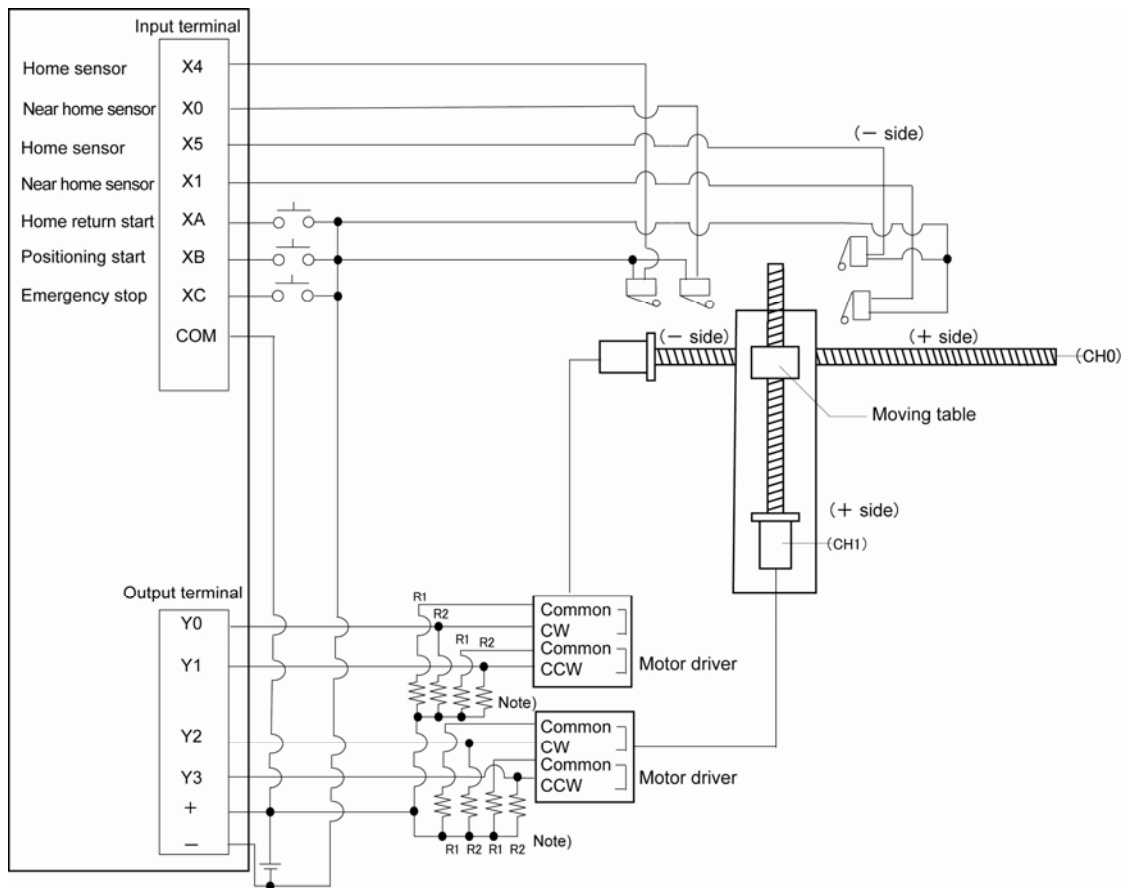 Input terminal
Home sensor X4
Near home sensor X0
Home sensor X5
(− side)
Near home sensor X1
Home return start XA
Positioning start XB
Emergency stop XC
COM
(− side)
(+ side)
(CH0)
Moving table
(+ side)
(CH1)
Output terminal
Y0
Y1
Y2
Y3
+
−
R1
R2
R1
R2
Common
CW
Common
CCW
Motor driver
Note)
Common
CW
Common
CCW
Motor driver
R1 R2 R1 R2 Note)